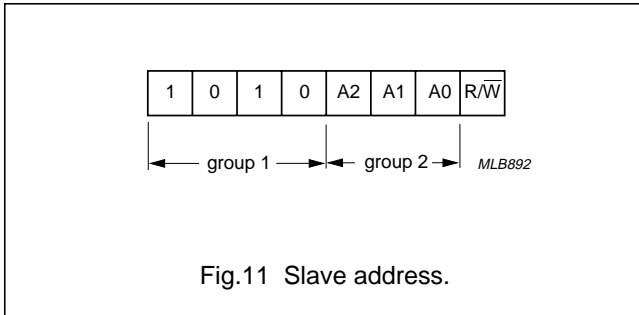 1 0 1 0 A2 A1 A0 R/W̅
group 1 group 2 MLB892
Fig.11 Slave address.